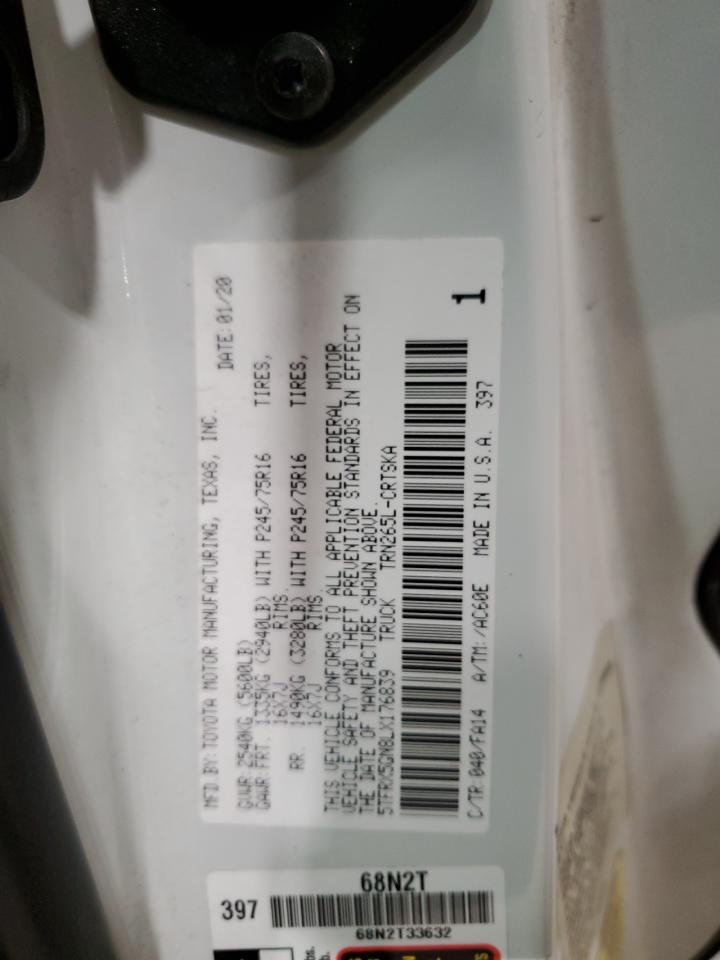 MFD. BY: TOYOTA MOTOR MANUFACTURING, TEXAS, INC. DATE: 01/20
GVWR: 2540KG (5600LB)
GAWR: FRT. 1335KG (2940LB) WITH P245/75R16 TIRES,
16X7J RIMS.
RR. 1490KG (3280LB) WITH P245/75R16 TIRES,
16X7J RIMS.
THIS VEHICLE CONFORMS TO ALL APPLICABLE FEDERAL MOTOR
VEHICLE SAFETY AND THEFT PREVENTION STANDARDS IN EFFECT ON
THE DATE OF MANUFACTURE SHOWN ABOVE.
5TFRX5GN8LX176839 TRUCK TRN265L-CRTSKA
C/TR: 040/FA14 A/TM: /AC60E MADE IN U.S.A. 397
1
68N2T
397
68N2T33632